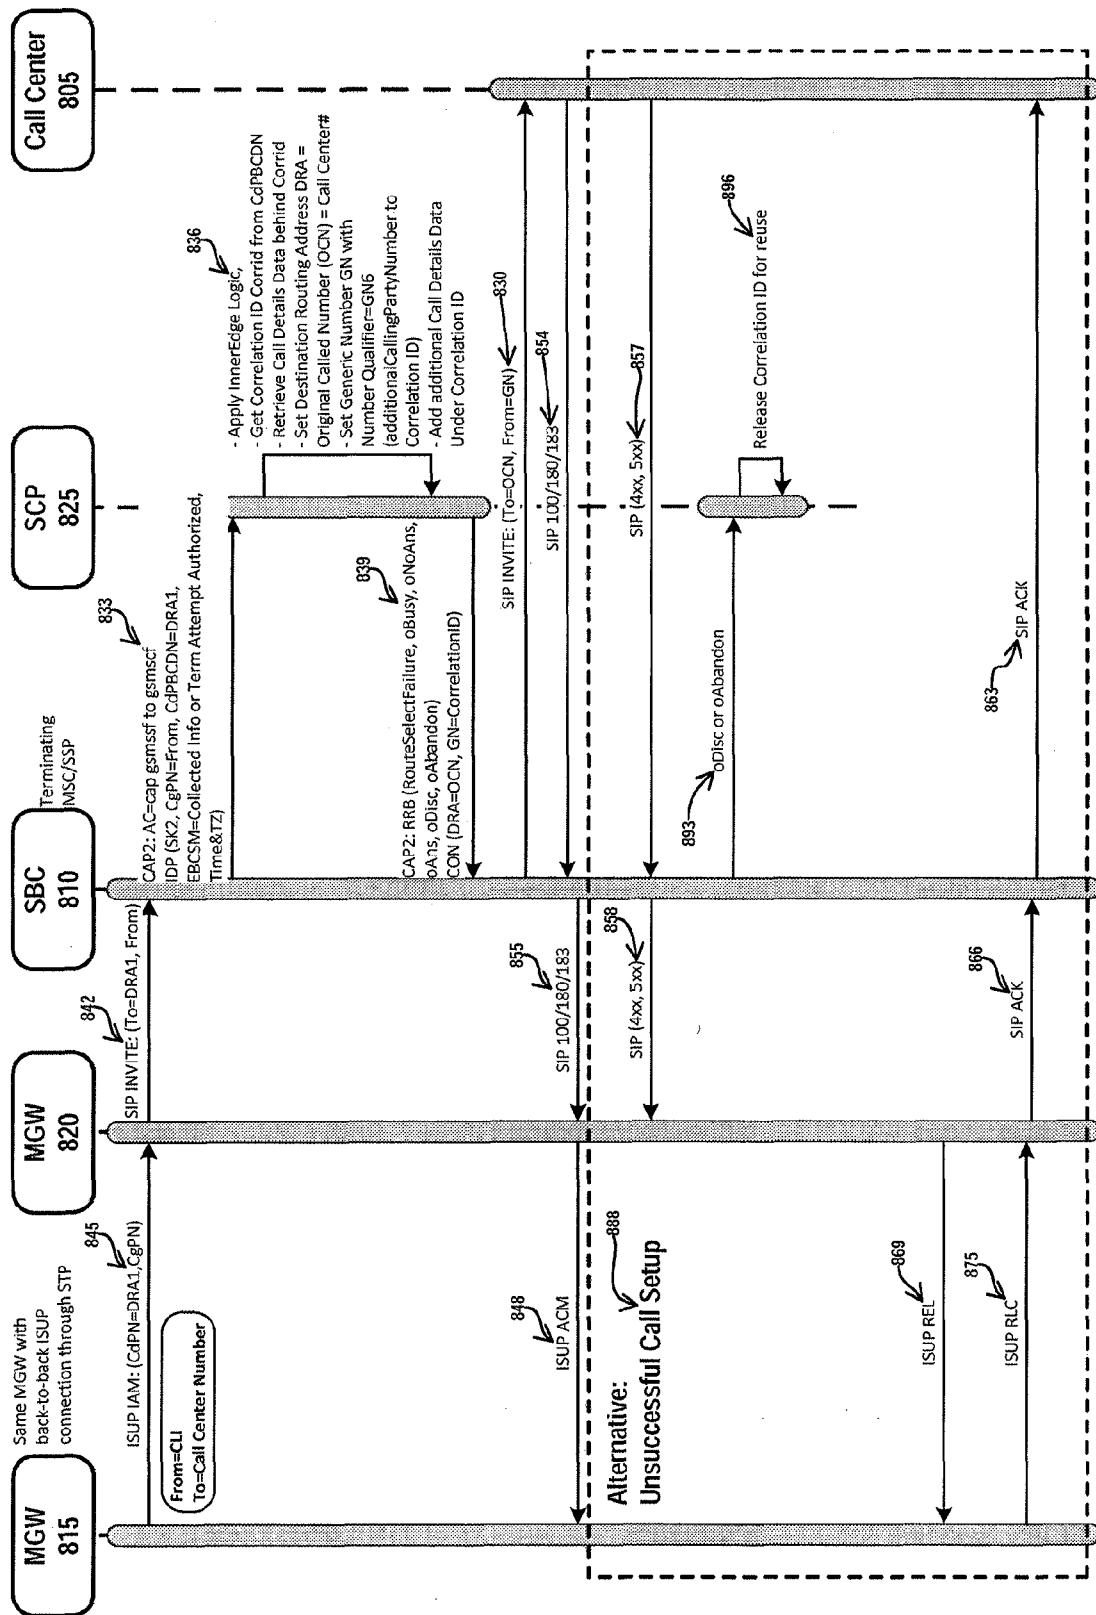 MGW
815
Same MGW with
back-to-back ISUP
connection through STP
MGW
820
SBC
810
Terminating
MSC/SSP
SCP
825
Call Center
805
845
ISUP IAM: (CdPN=DRA1,CgPN)
From=CLI
To=Call Center Number
842
SIP INVITE: (To=DRA1, From)
833
CAP2: AC=cap gsmssf to gsmscf
IDP (SK2, CgPN=From, CdPBCDN=DRA1,
EBCSM=Collected Info or Term Attempt Authorized,
Time&TZ)
836
- Apply InnerEdge Logic,
- Get Correlation ID Corrid from CdPBCDN
- Retrieve Call Details Data behind Corrid
- Set Destination Routing Address DRA =
Original Called Number (OCN) = Call Center#
- Set Generic Number GN with
Number Qualifier=GN6
(additionalCallingPartyNumber to
Correlation ID)
- Add additional Call Details Data
Under Correlation ID
839
CAP2: RRB (RouteSelectFailure, oBusy, oNoAns,
oAns, oDisc, oAbandon)
CON (DRA=OCN, GN=CorrelationID)
SIP INVITE: (To=OCN, From=GN)
830
SIP 100/180/183
854
SIP 100/180/183
855
ISUP ACM
848
Alternative:
Unsuccessful Call Setup
888
SIP (4xx, 5xx)
857
SIP (4xx, 5xx)
858
893
oDisc or oAbandon
896
Release Correlation ID for reuse
ISUP REL
869
ISUP RLC
875
SIP ACK
866
SIP ACK
863